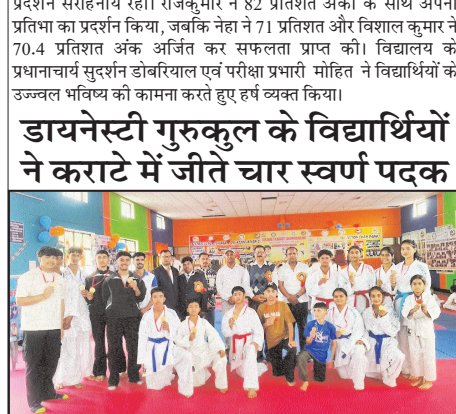 प्रदर्शन सराहनीय रहा। राजकुमार ने 82 प्रतिशत अंकों के साथ अपनी
प्रतिभा का प्रदर्शन किया, जबकि नेहा ने 71 प्रतिशत और विशाल कुमार ने
70.4 प्रतिशत अंक अर्जित कर सफलता प्राप्त की। विद्यालय के
प्रधानाचार्य सुदर्शन डोबरियाल एवं परीक्षा प्रभारी मोहित ने विद्यार्थियों के
उज्ज्वल भविष्य की कामना करते हुए हर्ष व्यक्त किया।
डायनेस्टी गुरुकुल के विद्यार्थियों
ने कराटे में जीते चार स्वर्ण पदक